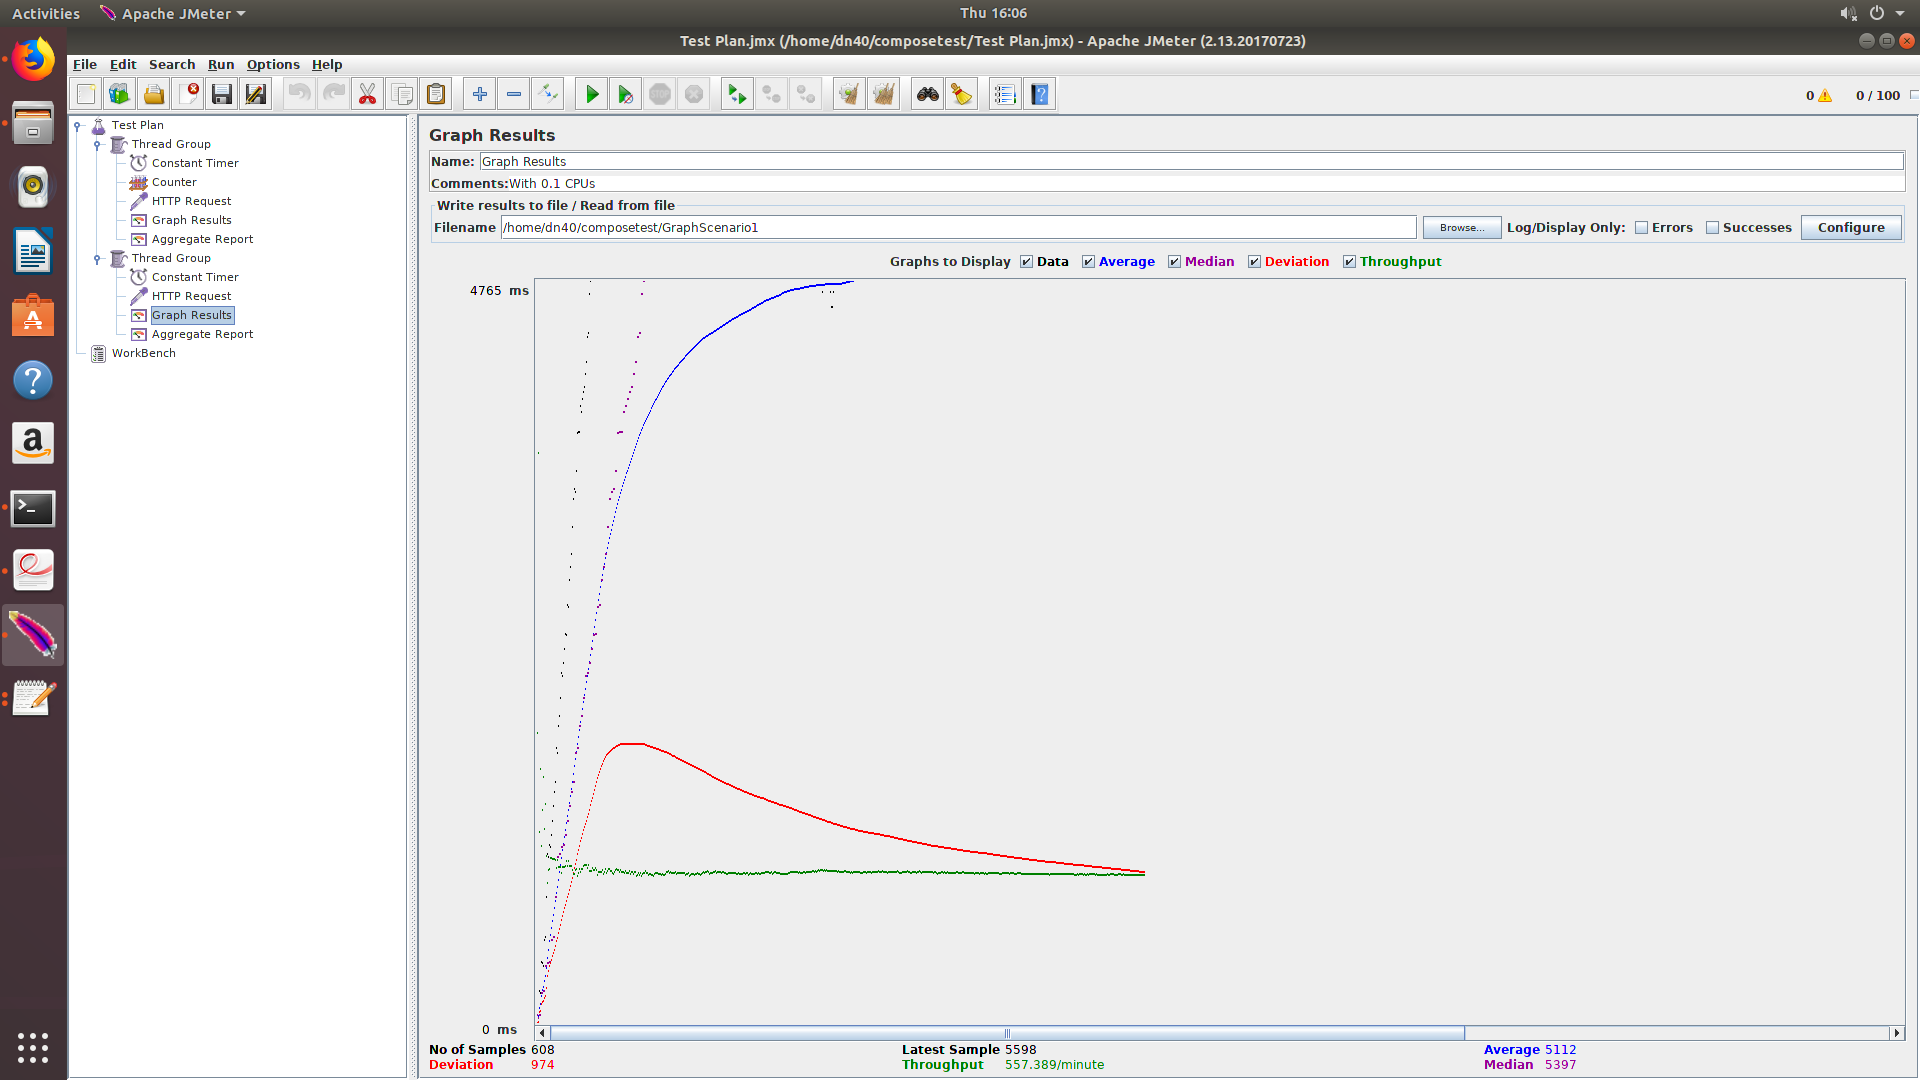 Activities Apache JMeter Thu 16:06
Test Plan.jmx (/home/dn40/composetest/Test Plan.jmx) - Apache JMeter (2.13.20170723)
File Edit Search Run Options Help
STOP 0 0 / 100
Test Plan
Thread Group
Constant Timer
Counter
HTTP Request
Graph Results
Aggregate Report
Thread Group
Constant Timer
HTTP Request
Graph Results
Aggregate Report
WorkBench
Graph Results
Name: Graph Results
Comments: With 0.1 CPUs
Write results to file / Read from file
Filename /home/dn40/composetest/GraphScenario1 Browse... Log/Display Only: Errors Successes Configure
Graphs to Display Data Average Median Deviation Throughput
4765 ms
0 ms
No of Samples 608 Latest Sample 5598 Average 5112
Deviation 974 Throughput 557.389/minute Median 5397